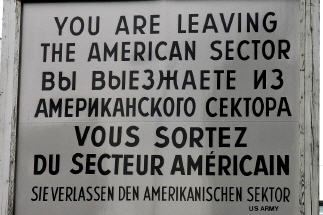 YOU ARE LEAVING
THE AMERICAN SECTOR
ВЫ ВЫЕЗЖАЕТЕ ИЗ
АМЕРИКАНСКОГО СЕКТОРА
VOUS SORTEZ
DU SECTEUR AMÉRICAIN
SIE VERLASSEN DEN AMERIKANISCHEN SEKTOR
US ARMY